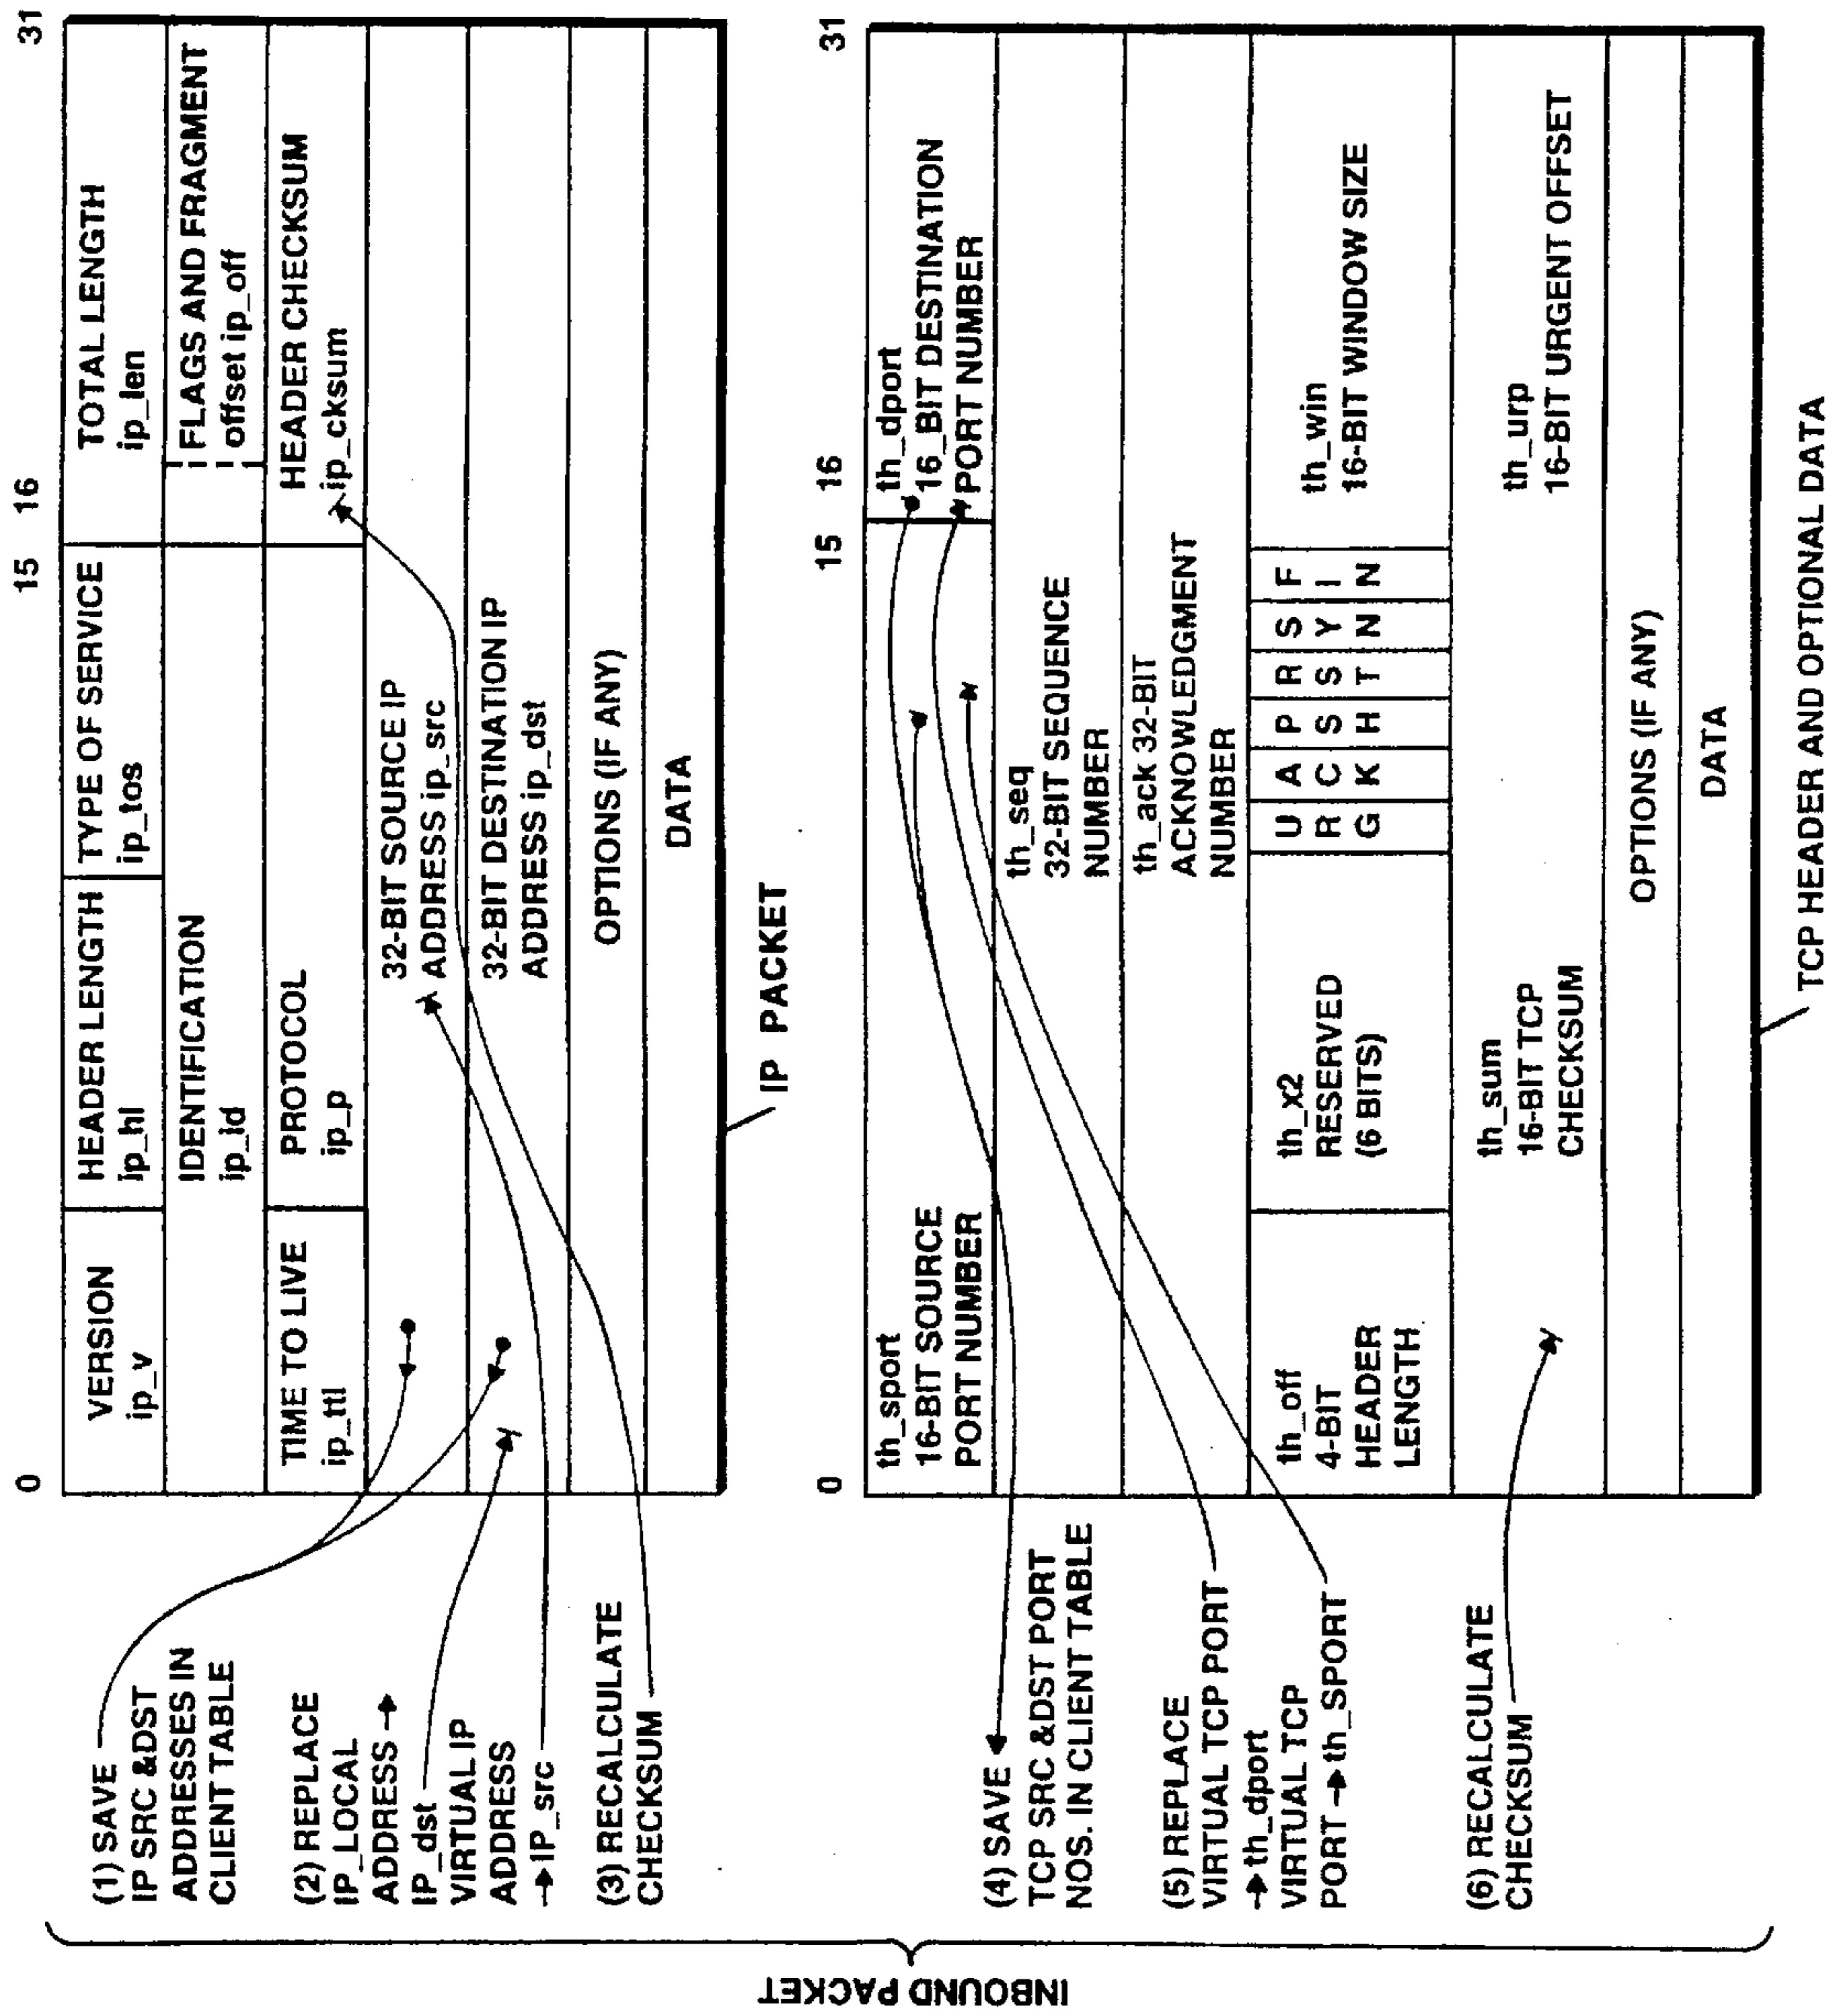 INBOUND PACKET
(1) SAVE
IP SRC &DST
ADDRESSES IN
CLIENT TABLE
(2) REPLACE
IP_LOCAL
ADDRESS →
IP_dst
VIRTUAL IP
ADDRESS
→IP_src
(3) RECALCULATE
CHECKSUM
0
15
16
31
VERSION
ip_v
HEADER LENGTH
ip_hl
TYPE OF SERVICE
ip_tos
TOTAL LENGTH
ip_len
IDENTIFICATION
ip_id
FLAGS AND FRAGMENT
offset ip_off
TIME TO LIVE
ip_ttl
PROTOCOL
ip_p
HEADER CHECKSUM
ip_cksum
32-BIT SOURCE IP
ADDRESS ip_src
32-BIT DESTINATION IP
ADDRESS ip_dst
OPTIONS (IF ANY)
DATA
IP PACKET
(4) SAVE
TCP SRC &DST PORT
NOS. IN CLIENT TABLE
(5) REPLACE
VIRTUAL TCP PORT
→th_dport
VIRTUAL TCP
PORT→th_SPORT
(6) RECALCULATE
CHECKSUM
0
15
16
31
th_sport
16-BIT SOURCE
PORT NUMBER
th_dport
16_BIT DESTINATION
PORT NUMBER
th_seq
32-BIT SEQUENCE
NUMBER
th_ack 32-BIT
ACKNOWLEDGMENT
NUMBER
th_off
4-BIT
HEADER
LENGTH
th_x2
RESERVED
(6 BITS)
U A P R S F
R C S S Y I
G K H T N N
th_win
16-BIT WINDOW SIZE
th_sum
16-BIT TCP
CHECKSUM
th_urp
16-BIT URGENT OFFSET
OPTIONS (IF ANY)
DATA
TCP HEADER AND OPTIONAL DATA